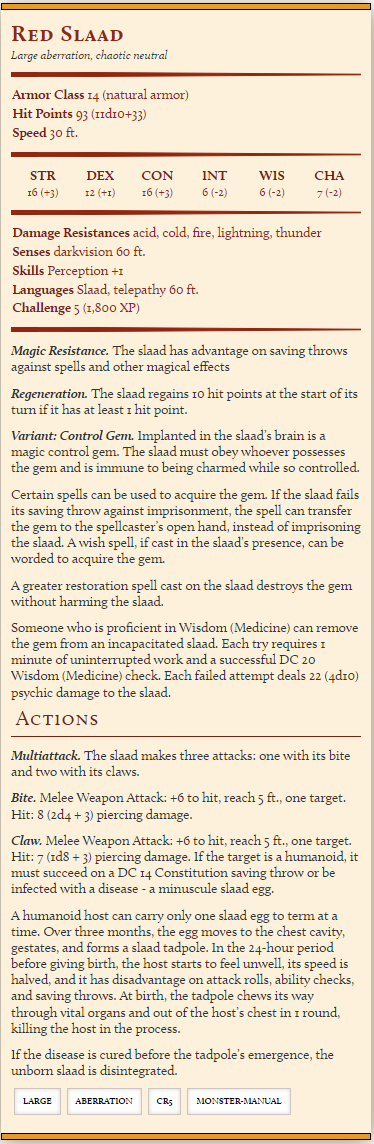 Red Slaad
Large aberration, chaotic neutral
Armor Class 14 (natural armor)
Hit Points 93 (11d10+33)
Speed 30 ft.
STR DEX CON INT WIS CHA
16 (+3) 12 (+1) 16 (+3) 6 (-2) 6 (-2) 7 (-2)
Damage Resistances acid, cold, fire, lightning, thunder
Senses darkvision 60 ft.
Skills Perception +1
Languages Slaad, telepathy 60 ft.
Challenge 5 (1,800 XP)
Magic Resistance. The slaad has advantage on saving throws
against spells and other magical effects
Regeneration. The slaad regains 10 hit points at the start of its
turn if it has at least 1 hit point.
Variant: Control Gem. Implanted in the slaad's brain is a
magic control gem. The slaad must obey whoever possesses
the gem and is immune to being charmed while so controlled.
Certain spells can be used to acquire the gem. If the slaad fails
its saving throw against imprisonment, the spell can transfer
the gem to the spellcaster's open hand, instead of imprisoning
the slaad. A wish spell, if cast in the slaad's presence, can be
worded to acquire the gem.
A greater restoration spell cast on the slaad destroys the gem
without harming the slaad.
Someone who is proficient in Wisdom (Medicine) can remove
the gem from an incapacitated slaad. Each try requires 1
minute of uninterrupted work and a successful DC 20
Wisdom (Medicine) check. Each failed attempt deals 22 (4d10)
psychic damage to the slaad.
Actions
Multiattack. The slaad makes three attacks: one with its bite
and two with its claws.
Bite. Melee Weapon Attack: +6 to hit, reach 5 ft., one target.
Hit: 8 (2d4 + 3) piercing damage.
Claw. Melee Weapon Attack: +6 to hit, reach 5 ft., one target.
Hit: 7 (1d8 + 3) piercing damage. If the target is a humanoid, it
must succeed on a DC 14 Constitution saving throw or be
infected with a disease - a minuscule slaad egg.
A humanoid host can carry only one slaad egg to term at a
time. Over three months, the egg moves to the chest cavity,
gestates, and forms a slaad tadpole. In the 24-hour period
before giving birth, the host starts to feel unwell, its speed is
halved, and it has disadvantage on attack rolls, ability checks,
and saving throws. At birth, the tadpole chews its way
through vital organs and out of the host's chest in 1 round,
killing the host in the process.
If the disease is cured before the tadpole's emergence, the
unborn slaad is disintegrated.
LARGE ABERRATION CR5 MONSTER-MANUAL